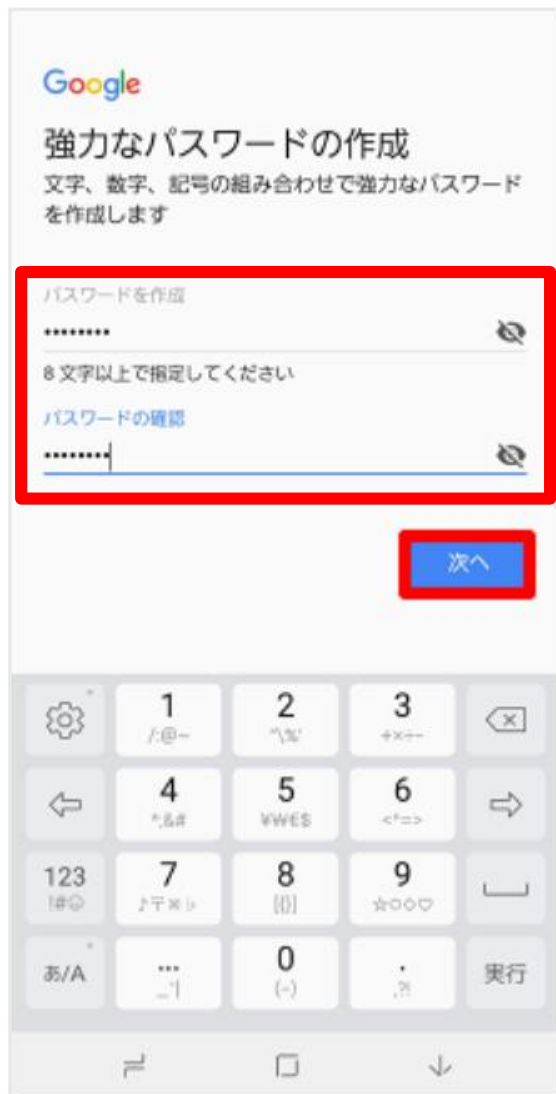 Google
強力なパスワードの作成
文字、数字、記号の組み合わせで強力なパスワード
を作成します
パスワードを作成
••••••••
8 文字以上で指定してください
パスワードの確認
••••••••
次へ
1 2 3
/:@~ +×÷−
4 5 6
*,&# ¥₩€$ <^=>
123 7 8 9
!#☺ ♪〒※♭ [{}] ☆○◇♡
あ/A ... 0 . 実行
_'| (-) ,?!